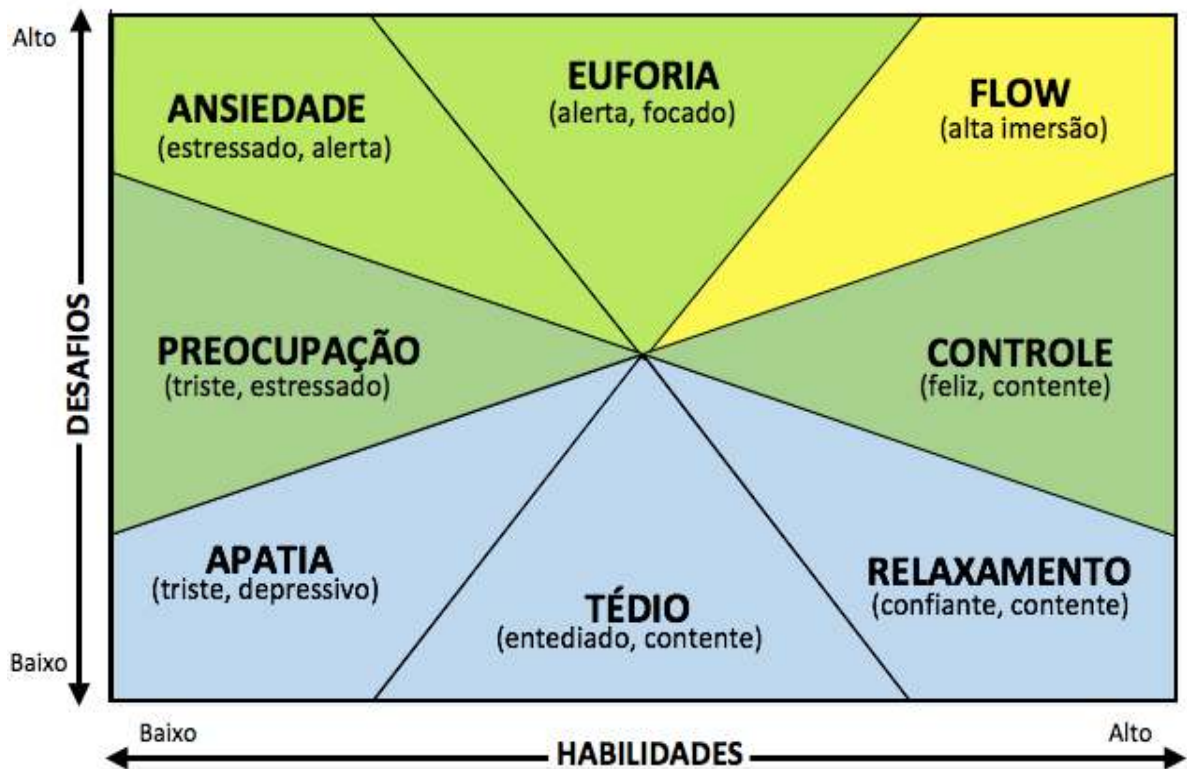 Alto
ANSIEDADE
(estressado, alerta)
EUFORIA
(alerta, focado)
FLOW
(alta imersão)
DESAFIOS
PREOCUPAÇÃO
(triste, estressado)
CONTROLE
(feliz, contente)
APATIA
(triste, depressivo)
TÉDIO
(entediado, contente)
RELAXAMENTO
(confiante, contente)
Baixo
Baixo
HABILIDADES
Alto